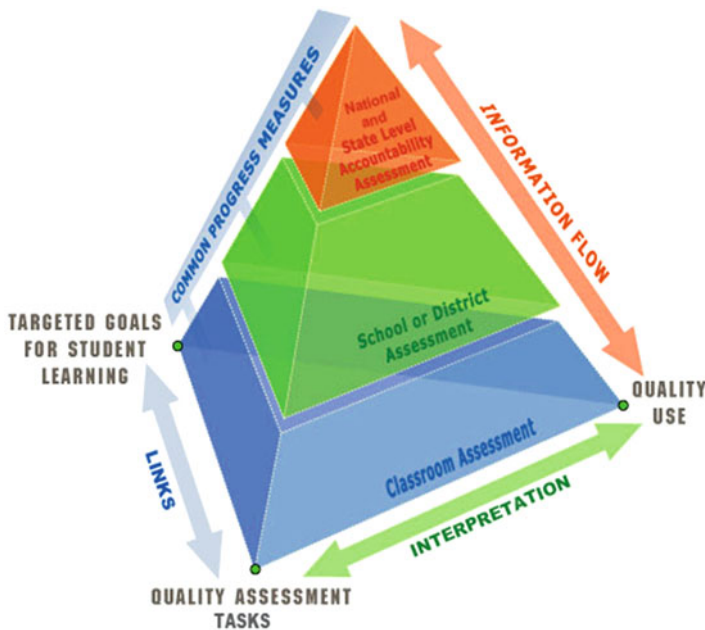 COMMON PROGRESS MEASURES
National
and
State Level
Accountability
Assessment
INFORMATION FLOW
School or District
Assessment
TARGETED GOALS
FOR STUDENT
LEARNING
QUALITY
USE
Classroom Assessment
LINKS
INTERPRETATION
QUALITY ASSESSMENT
TASKS